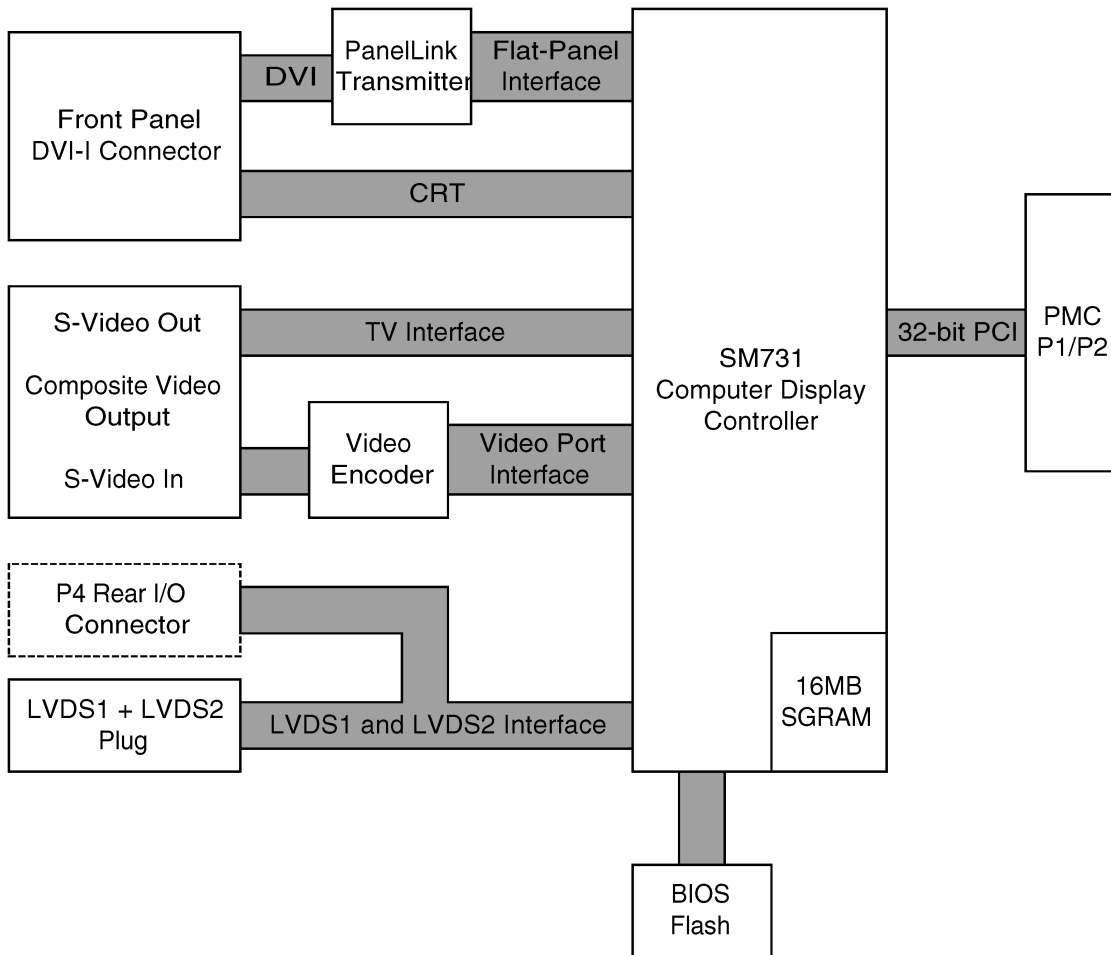 Front Panel
DVI-I Connector
DVI
PanelLink
Transmitter
Flat-Panel
Interface
CRT
S-Video Out
Composite Video
Output
S-Video In
TV Interface
Video
Encoder
Video Port
Interface
P4 Rear I/O
Connector
LVDS1 + LVDS2
Plug
LVDS1 and LVDS2 Interface
SM731
Computer Display
Controller
16MB
SGRAM
32-bit PCI
PMC
P1/P2
BIOS
Flash